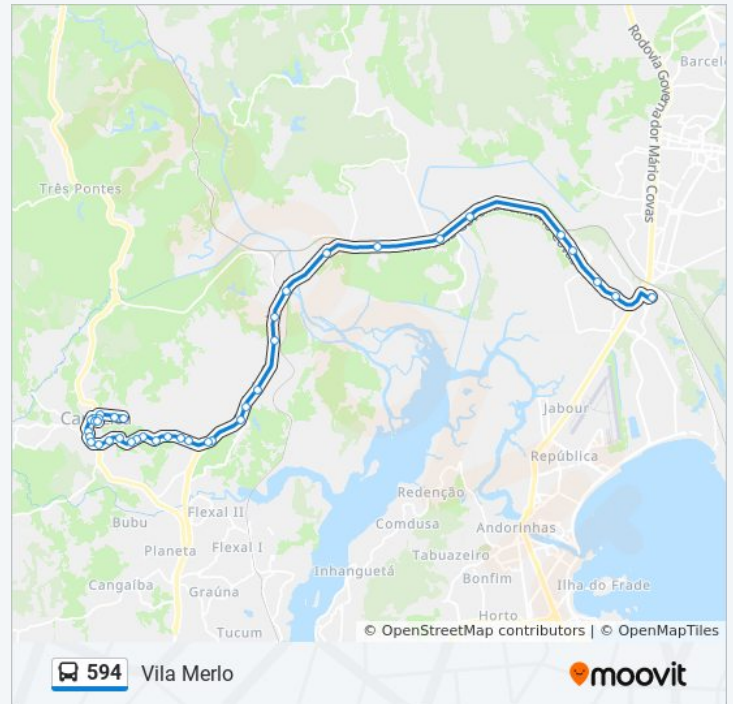 Rodovia Governador Mário Covas
Três Pontes
Jabour
República
Redenção
Flexal II
Bubu
Comdusa
Andorinhas
Planeta
Flexal I
Tabuazeiro
Inhanguetá
Bonfim
Cangaíba
Graúna
Ilha do Frade
Horto
Tucum
© OpenStreetMap contributors | © OpenMapTiles
594 Vila Merlo
moovit